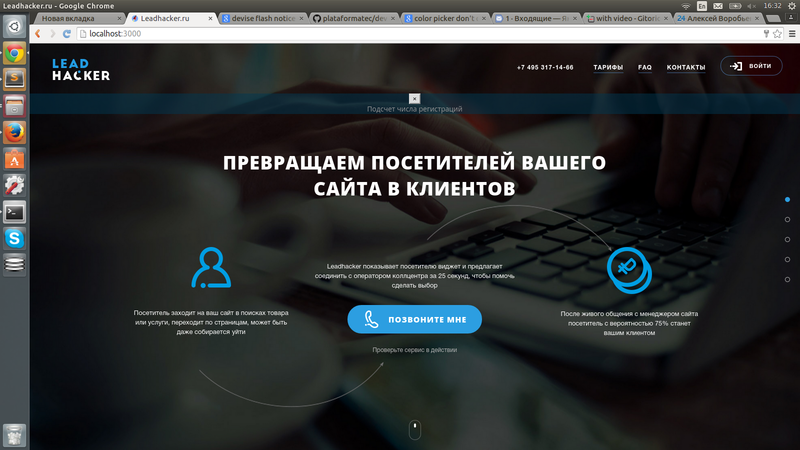 Leadhacker.ru - Google Chrome
En
16:32
Новая вкладка
Leadhacker.ru
devise flash notice
plataformatec/dev
color picker don't
1 · Входящие — Я
with video - Gitori
Алексей Воробье
localhost:3000
LEAD
HACKER
+7 495 317-14-66
ТАРИФЫ
FAQ
КОНТАКТЫ
ВОЙТИ
×
Подсчет числа регистраций
ПРЕВРАЩАЕМ ПОСЕТИТЕЛЕЙ ВАШЕГО
САЙТА В КЛИЕНТОВ
Посетитель заходит на ваш сайт в поисках товара
или услуги, переходит по страницам, может быть
даже собирается уйти
Leadhacker показывает посетителю виджет и предлагает
соединить с оператором коллцентра за 25 секунд, чтобы помочь
сделать выбор
ПОЗВОНИТЕ МНЕ
Проверьте сервис в действии
После живого общения с менеджером сайта
посетитель с вероятностью 75% станет
вашим клиентом